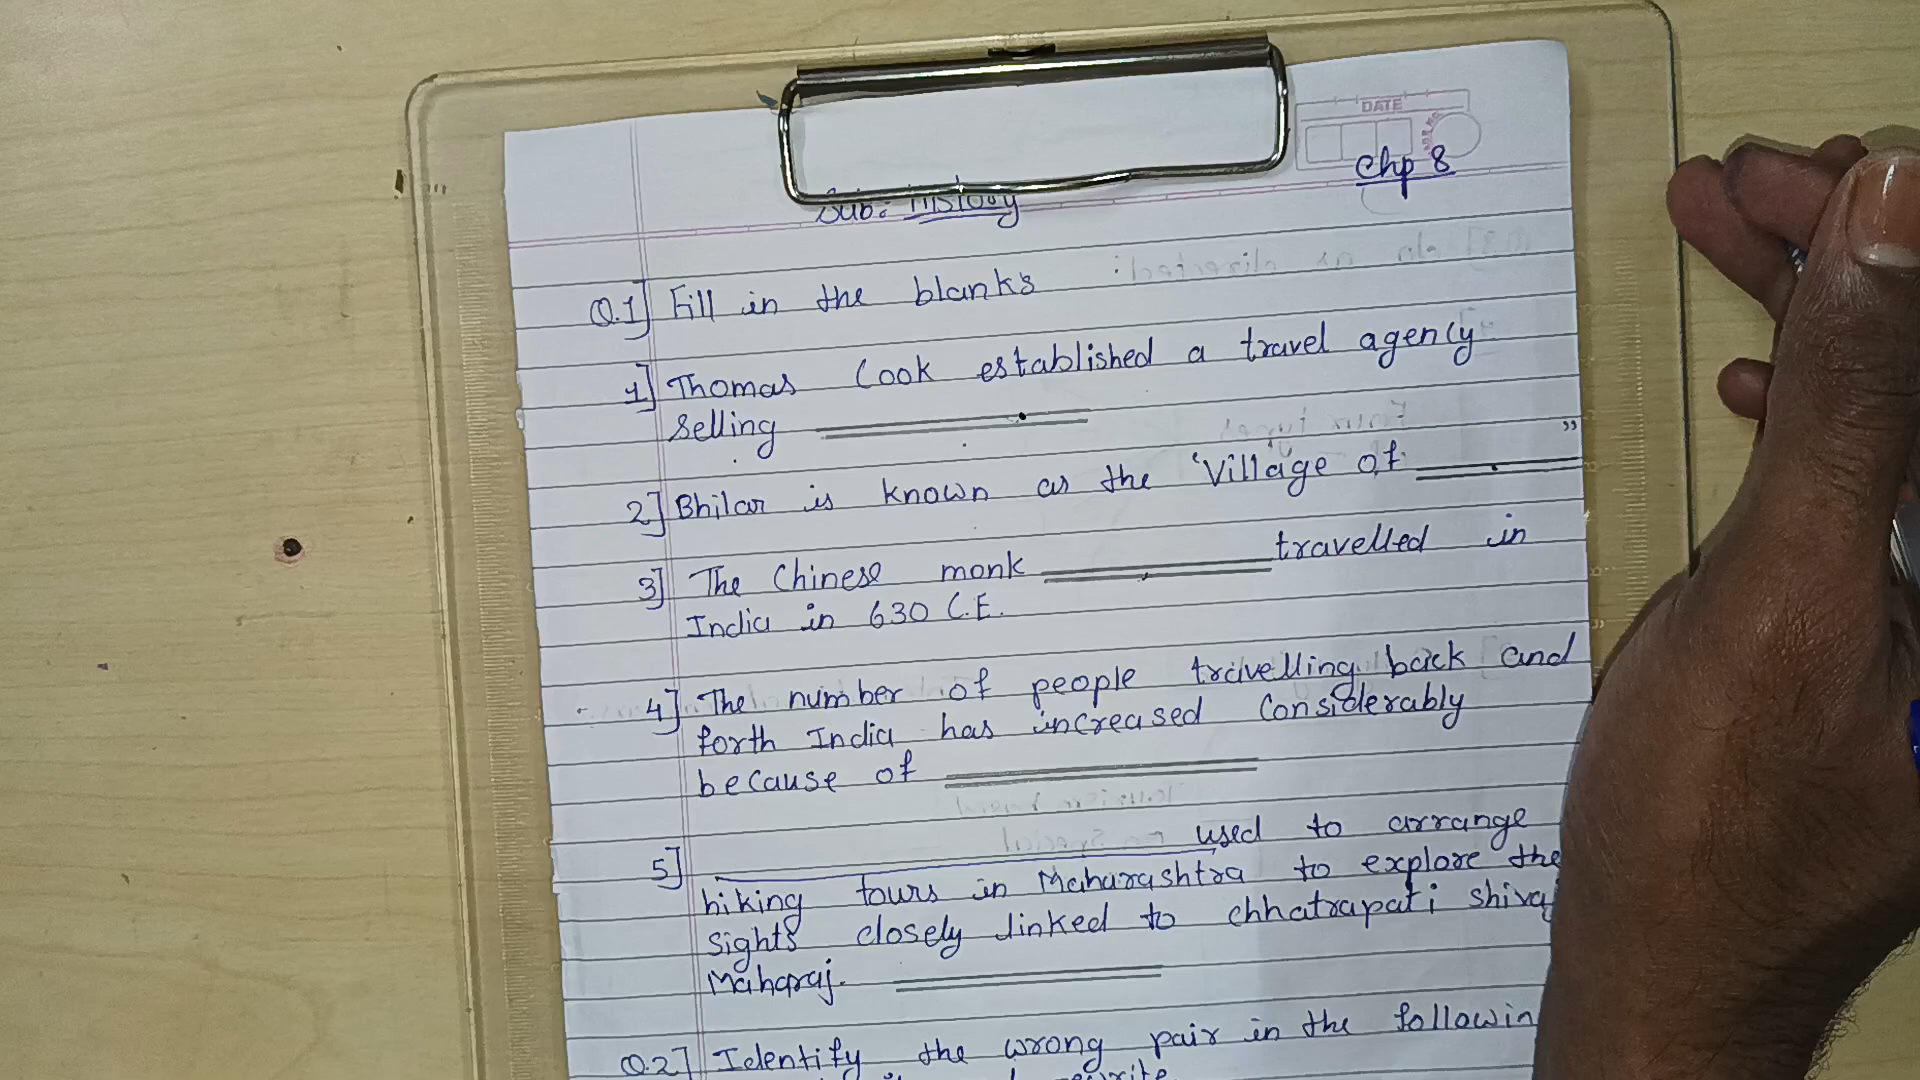 DATE
Chp 8
Sub: History
Q.1] Fill in the blanks
1] Thomas Cook established a travel agency
selling
2] Bhilar is known as the 'Village of ”
3] The Chinese monk travelled in
India in 630 C.E.
4] The number of people travelling back and
forth India has increased considerably
because of
5] used to arrange
hiking tours in Maharashtra to explore the
sights closely linked to chhatrapati
Maharaj.
Q.2] Identify the wrong pair in the